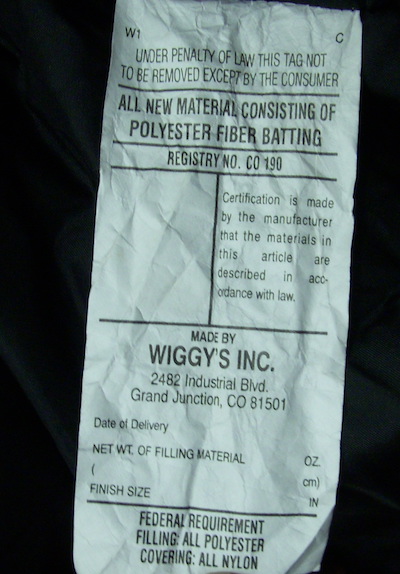 W1 C
UNDER PENALTY OF LAW THIS TAG NOT
TO BE REMOVED EXCEPT BY THE CONSUMER
ALL NEW MATERIAL CONSISTING OF
POLYESTER FIBER BATTING
REGISTRY NO. CO 190
Certification is made
by the manufacturer
that the materials in
this article are
described in acc-
ordance with law.
MADE BY
WIGGY'S INC.
2482 Industrial Blvd.
Grand Junction, CO 81501
Date of Delivery
NET WT. OF FILLING MATERIAL OZ.
( cm)
FINISH SIZE IN
FEDERAL REQUIREMENT
FILLING: ALL POLYESTER
COVERING: ALL NYLON